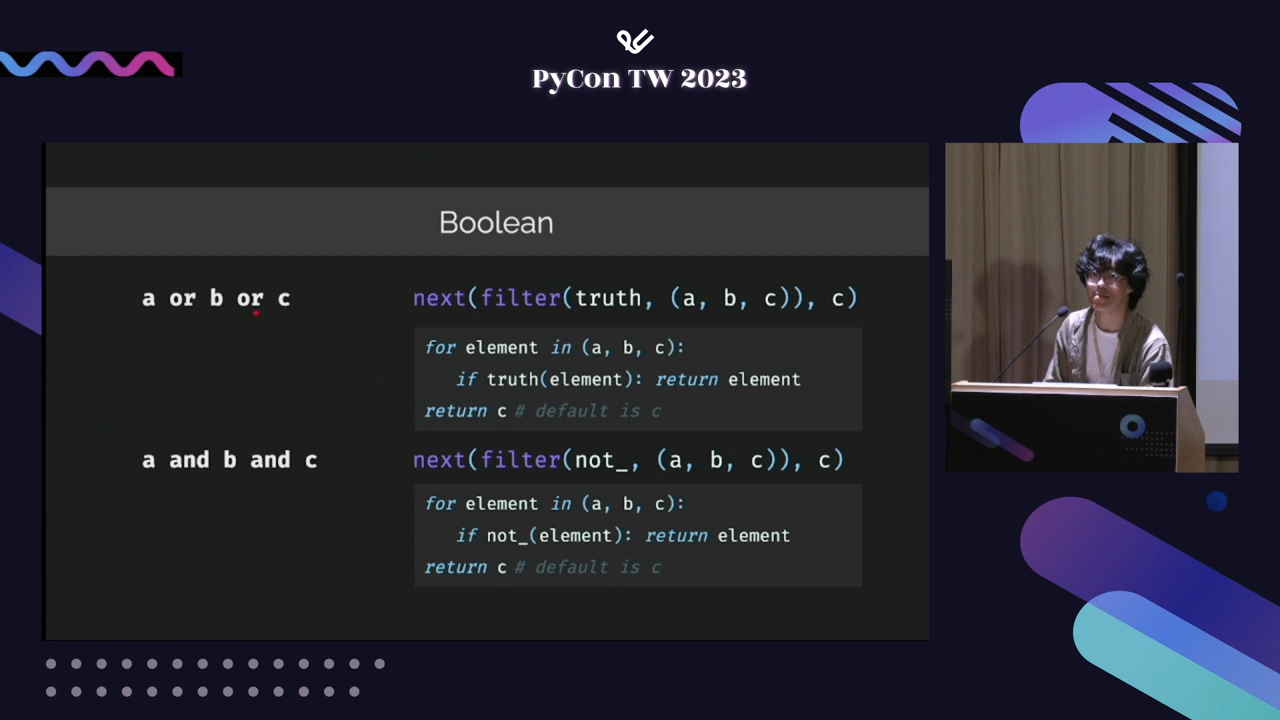 PyCon TW 2023
Boolean
a or b or c
next(filter(truth, (a, b, c)), c)
for element in (a, b, c):
if truth(element): return element
return c # default is c
a and b and c
next(filter(not_, (a, b, c)), c)
for element in (a, b, c):
if not_(element): return element
return c # default is c